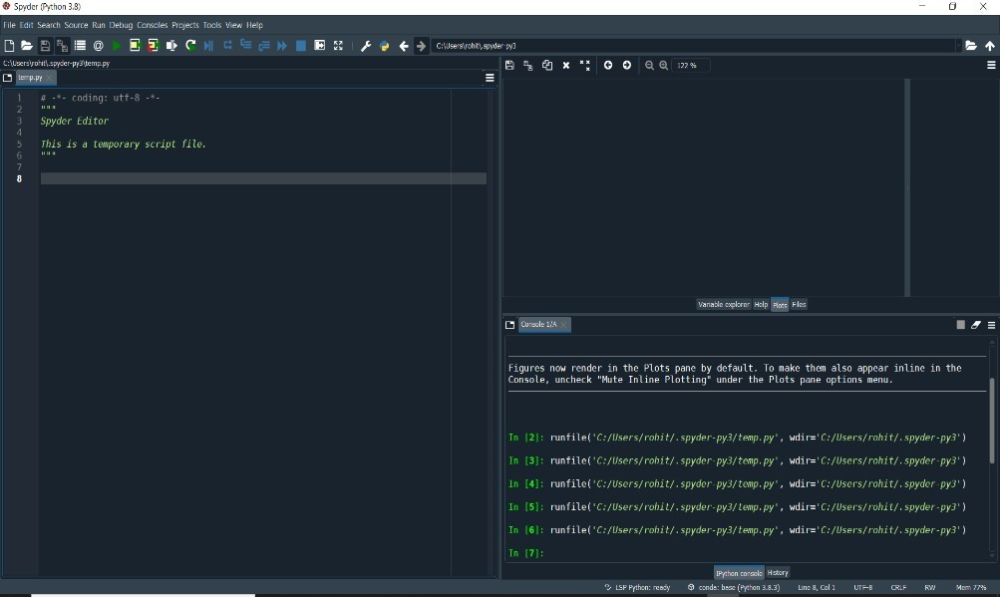 Spyder (Python 3.8)
File Edit Search Source Run Debug Consoles Projects Tools View Help
C:\Users\rohit\.spyder-py3
C:\Users\rohit\.spyder-py3\temp.py
temp.py
1 # -*- coding: utf-8 -*-
2 """
3 Spyder Editor
4
5 This is a temporary script file.
6 """
7
8
122 %
Variable explorer Help Plots Files
Console 1/A
Figures now render in the Plots pane by default. To make them also appear inline in the
Console, uncheck "Mute Inline Plotting" under the Plots pane options menu.
In [2]: runfile('C:/Users/rohit/.spyder-py3/temp.py', wdir='C:/Users/rohit/.spyder-py3')
In [3]: runfile('C:/Users/rohit/.spyder-py3/temp.py', wdir='C:/Users/rohit/.spyder-py3')
In [4]: runfile('C:/Users/rohit/.spyder-py3/temp.py', wdir='C:/Users/rohit/.spyder-py3')
In [5]: runfile('C:/Users/rohit/.spyder-py3/temp.py', wdir='C:/Users/rohit/.spyder-py3')
In [6]: runfile('C:/Users/rohit/.spyder-py3/temp.py', wdir='C:/Users/rohit/.spyder-py3')
In [7]:
IPython console History
LSP Python: ready conda: base (Python 3.8.3) Line 8, Col 1 UTF-8 CRLF RW Mem 77%